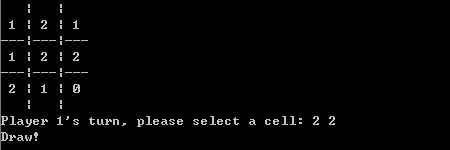 ¦ ¦
1 ¦ 2 ¦ 1
---¦---¦---
1 ¦ 2 ¦ 2
---¦---¦---
2 ¦ 1 ¦ 0
¦ ¦
Player 1's turn, please select a cell: 2 2
Draw!